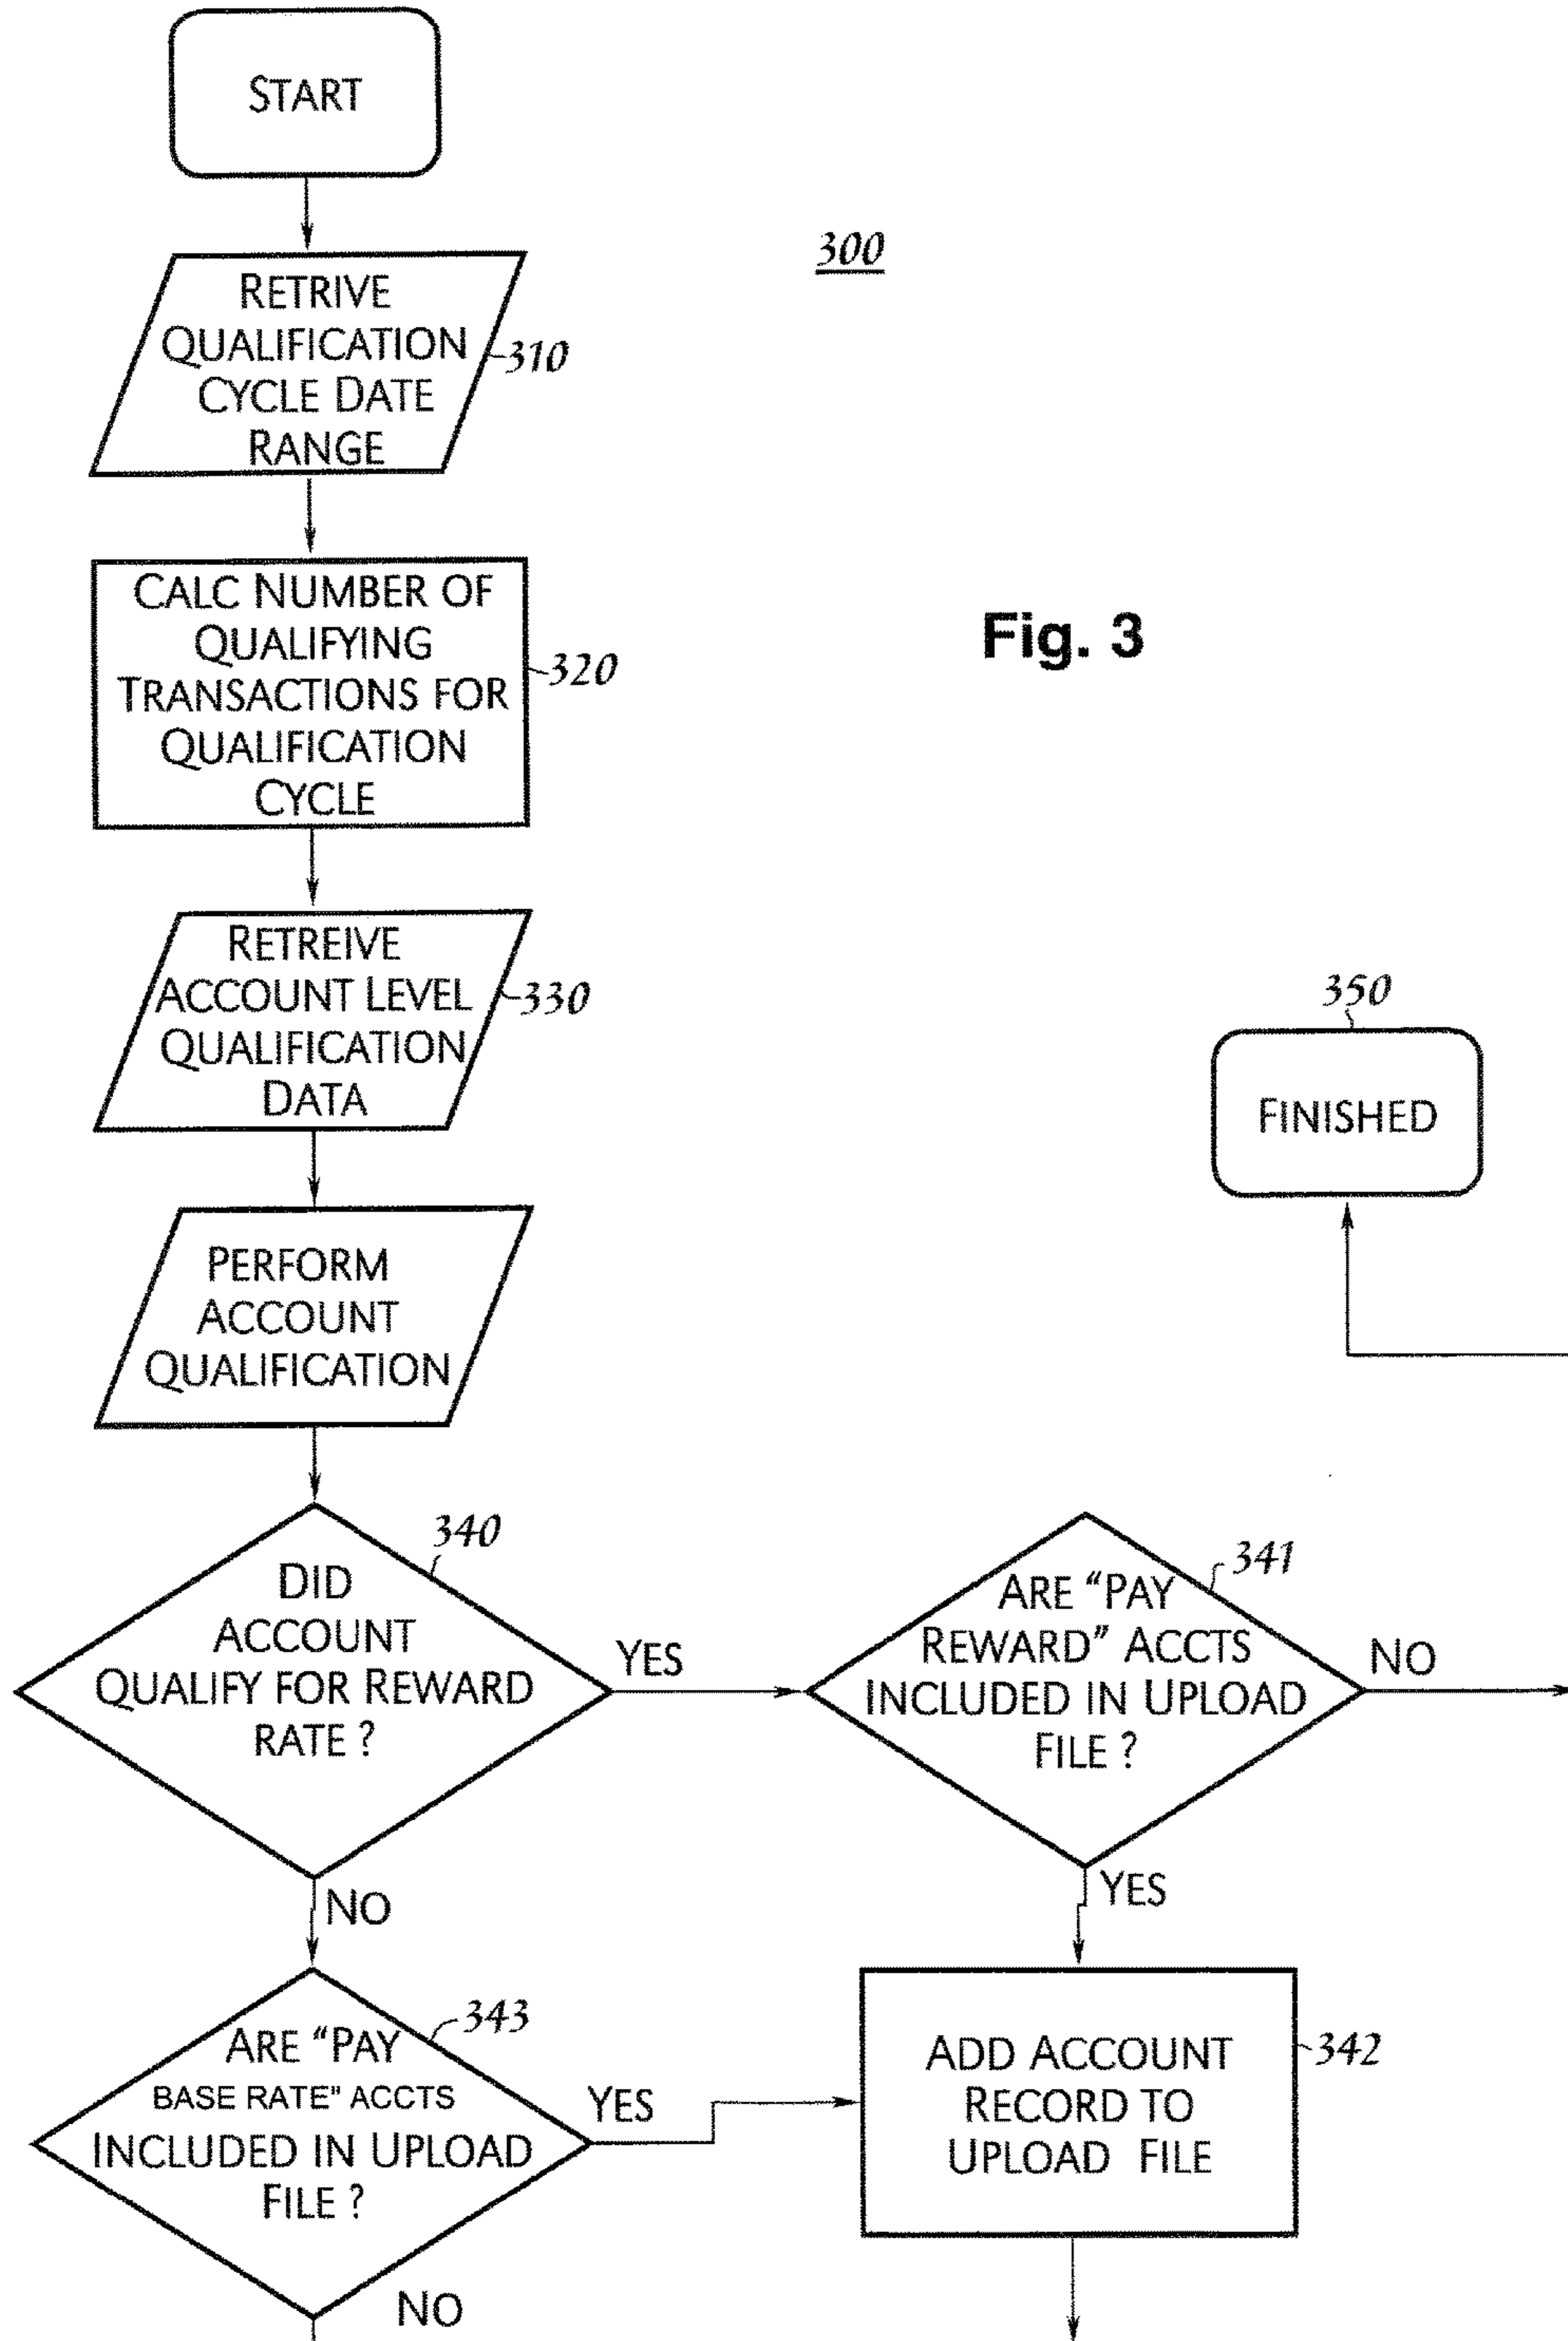 START
300
RETRIVE
QUALIFICATION
CYCLE DATE
RANGE
310
CALC NUMBER OF
QUALIFYING
TRANSACTIONS FOR
QUALIFICATION
CYCLE
320
Fig. 3
RETREIVE
ACCOUNT LEVEL
QUALIFICATION
DATA
330
350
FINISHED
PERFORM
ACCOUNT
QUALIFICATION
340
DID
ACCOUNT
QUALIFY FOR REWARD
RATE ?
YES
341
ARE “PAY
REWARD” ACCTS
INCLUDED IN UPLOAD
FILE ?
NO
NO
YES
343
ARE “PAY
BASE RATE" ACCTS
INCLUDED IN UPLOAD
FILE ?
YES
342
ADD ACCOUNT
RECORD TO
UPLOAD FILE
NO